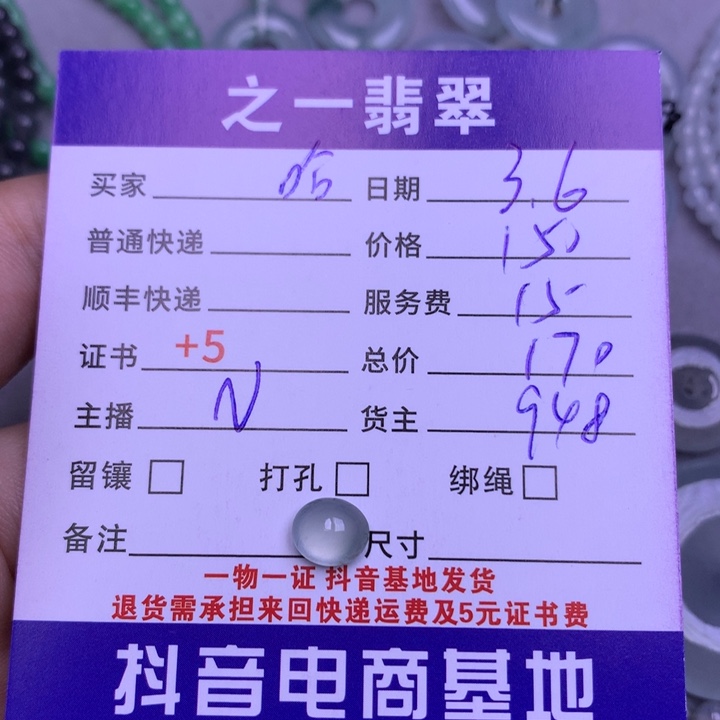 之一翡翠
买家 日期 3.6
普通快递 价格 150
顺丰快递 服务费 15
证书 +5 总价 170
主播 N 货主 948
留镶 打孔 绑绳
备注 尺寸
一物一证 抖音基地发货
退货需承担来回快递运费及5元证书费
抖音电商基地